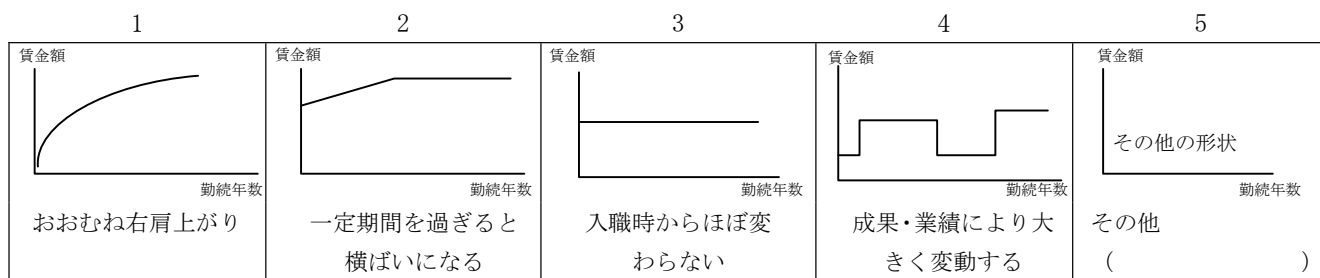 1 2 3 4 5
賃金額 賃金額 賃金額 賃金額 賃金額
その他の形状
勤続年数 勤続年数 勤続年数 勤続年数 勤続年数
おおむね右肩上がり
一定期間を過ぎると
横ばいになる
入職時からほぼ変
わらない
成果・業績により大
きく変動する
その他
( )